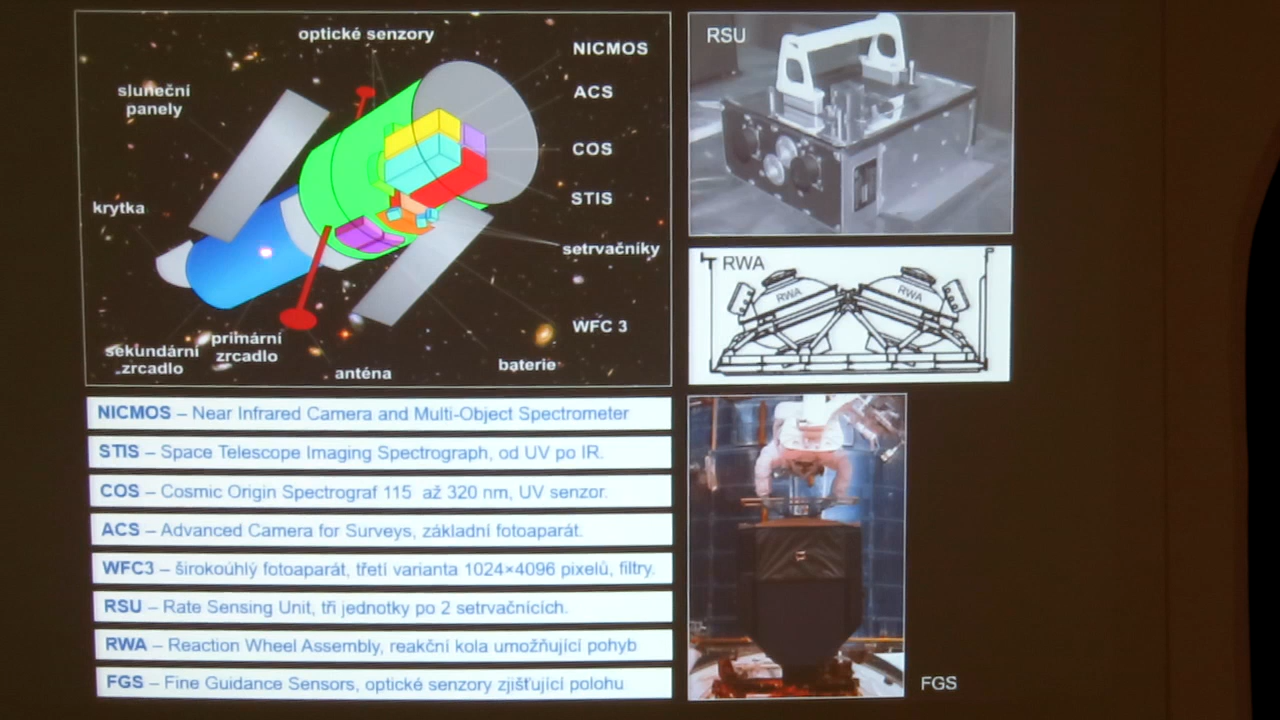 optické senzory
NICMOS
sluneční
panely
ACS
COS
STIS
krytka
setrvačníky
WFC 3
primární
zrcadlo
sekundární
zrcadlo
anténa
baterie
RSU
RWA
RWA
RWA
NICMOS – Near Infrared Camera and Multi-Object Spectrometer
STIS – Space Telescope Imaging Spectrograph, od UV po IR.
COS – Cosmic Origin Spectrograf 115 až 320 nm, UV senzor.
ACS – Advanced Camera for Surveys, základní fotoaparát.
WFC3 – širokoúhlý fotoaparát, třetí varianta 1024×4096 pixelů, filtry.
RSU – Rate Sensing Unit, tři jednotky po 2 setrvačnících.
RWA – Reaction Wheel Assembly, reakční kola umožňující pohyb
FGS – Fine Guidance Sensors, optické senzory zjišťující polohu
FGS